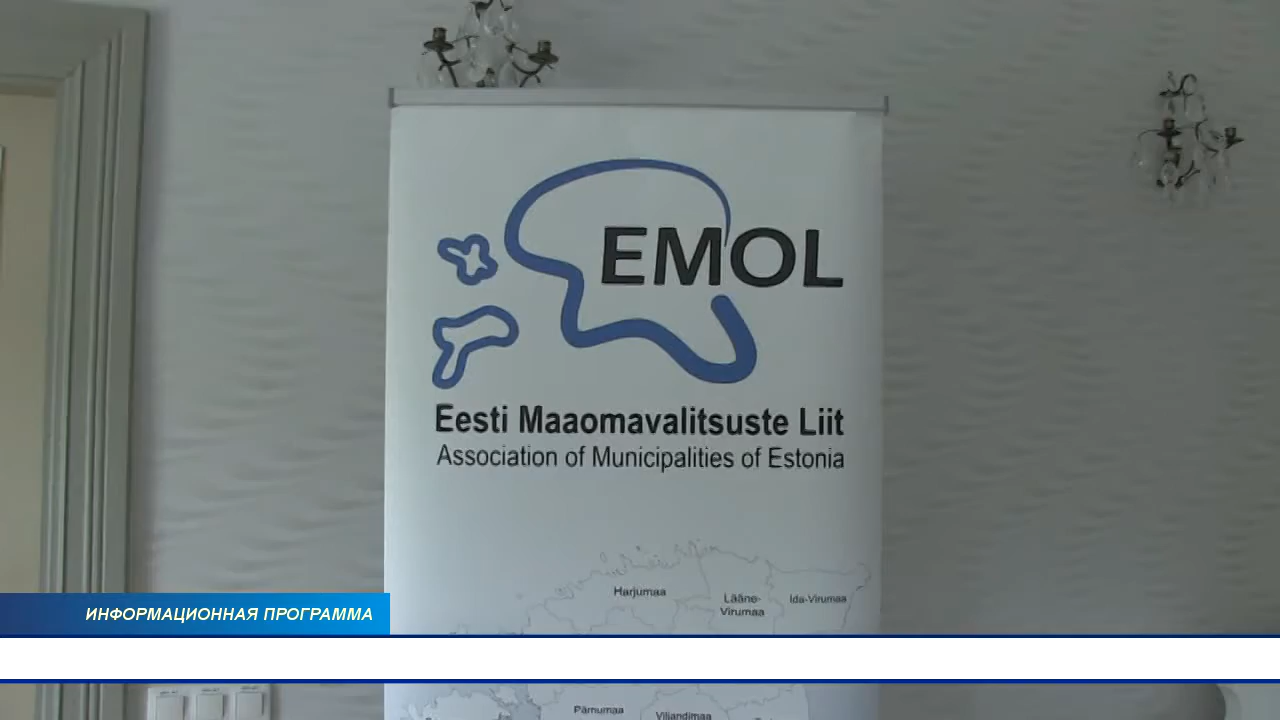 EMOL
Eesti Maaomavalitsuste Liit
Association of Municipalities of Estonia
Harjumaa
Lääne-
Virumaa
Ida-Virumaa
ИНФОРМАЦИОННАЯ ПРОГРАММА
Pärnumaa
Viljandimaa